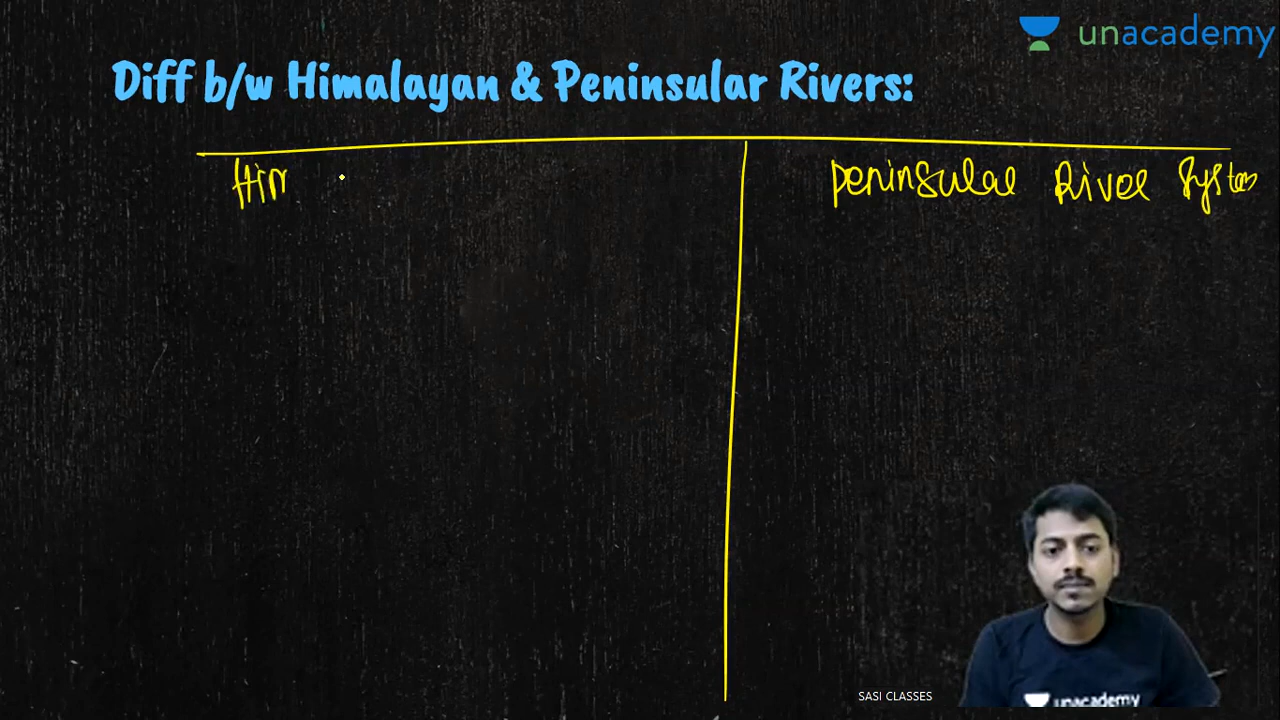 unacademy
Diff b/w Himalayan & Peninsular Rivers:
Him Peninsular River System
SASI CLASSES
unacademy